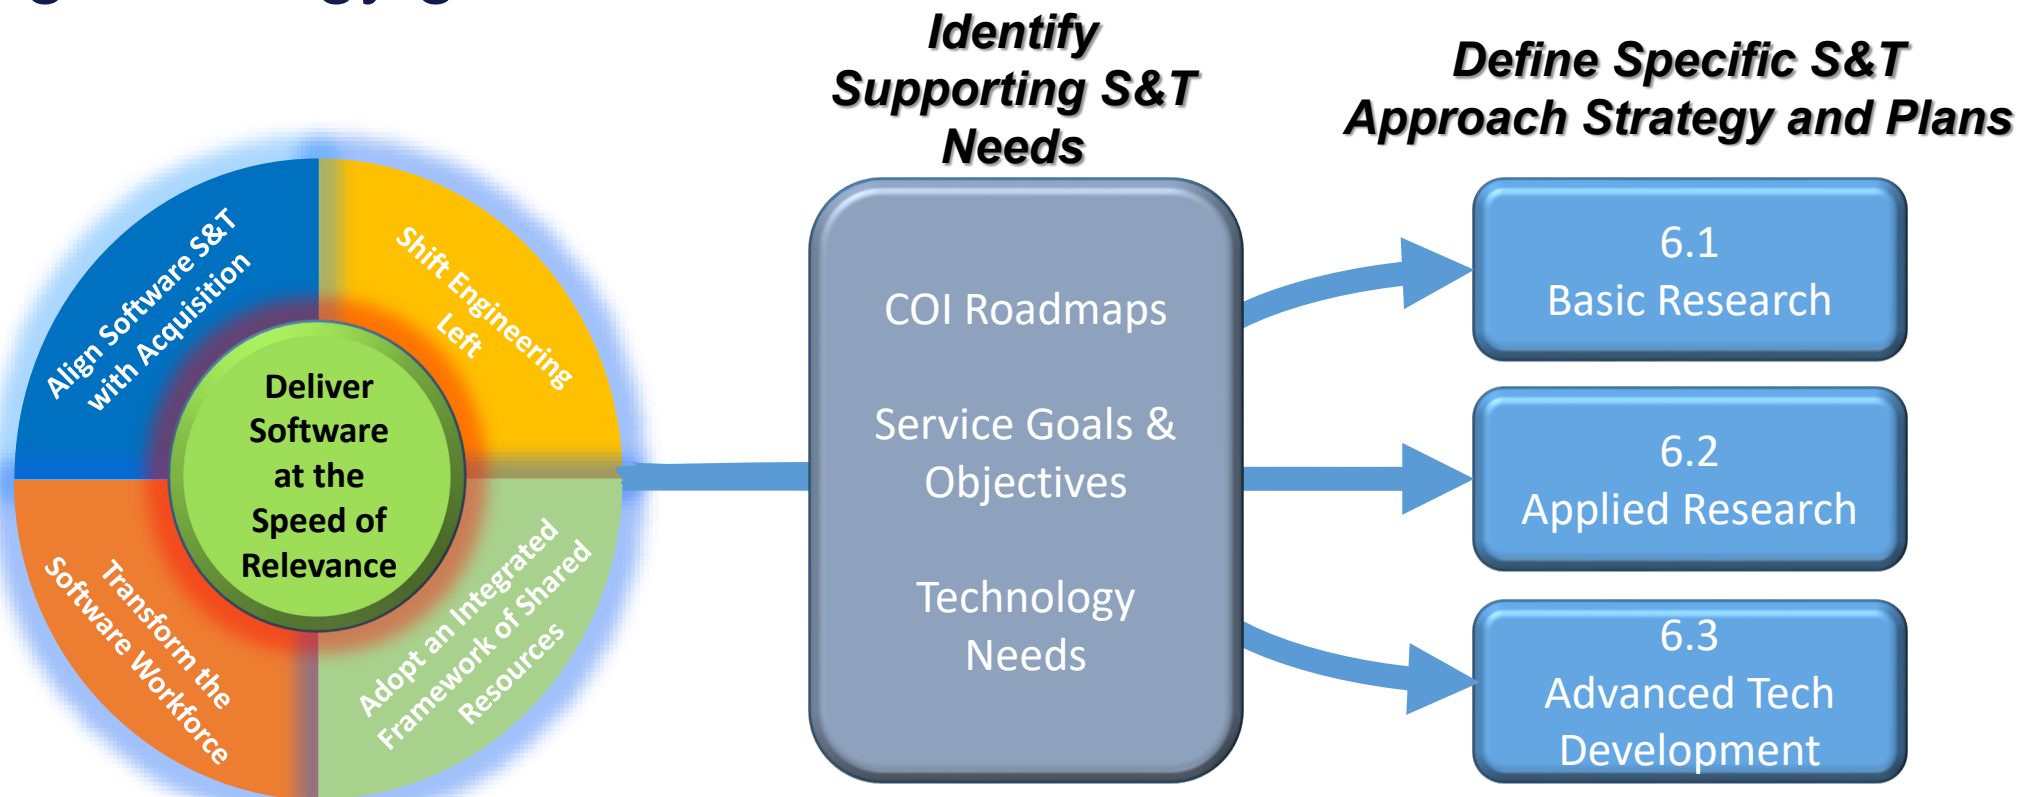 Identify
Supporting S&T
Needs
Define Specific S&T
Approach Strategy and Plans
Align Software S&T
with Acquisition
Shift Engineering
Left
Deliver
Software
at the
Speed of
Relevance
Transform the
Software Workforce
Adopt an Integrated
Framework of Shared
Resources
COI Roadmaps
Service Goals &
Objectives
Technology
Needs
6.1
Basic Research
6.2
Applied Research
6.3
Advanced Tech
Development